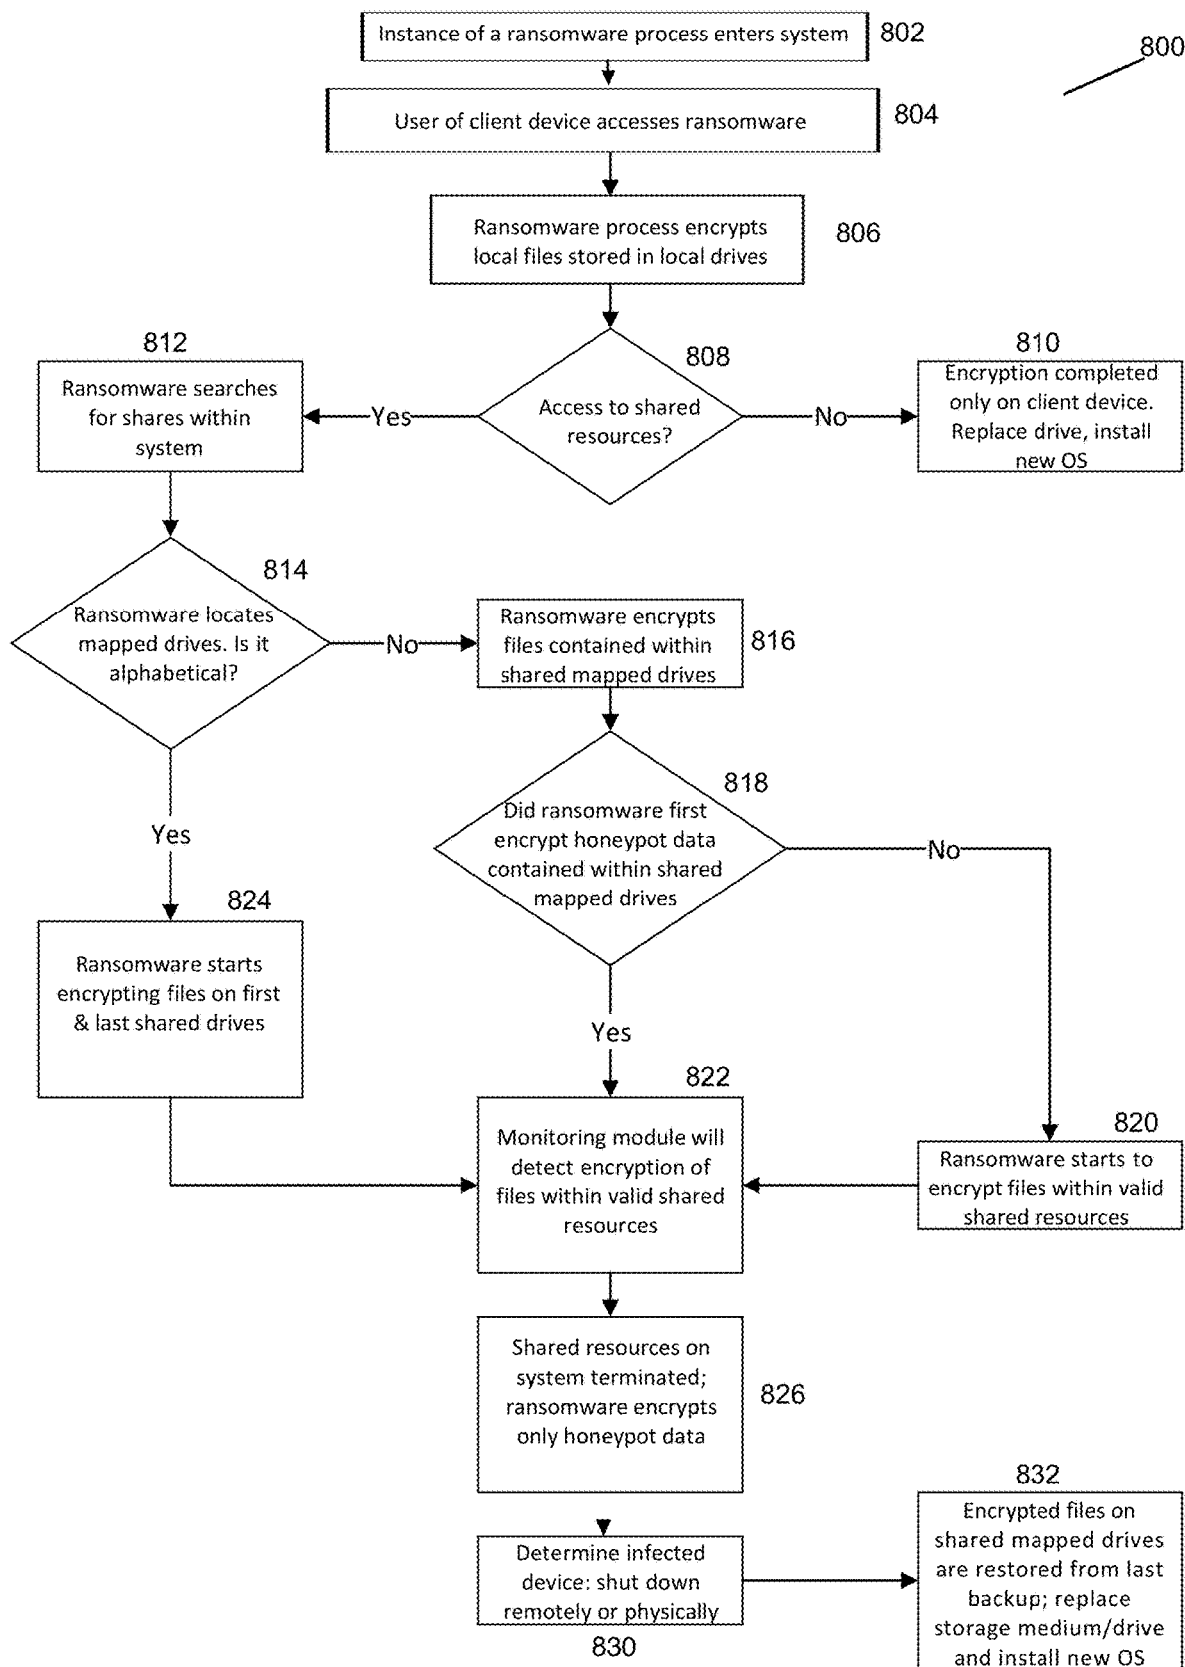 Instance of a ransomware process enters system
802
800
User of client device accesses ransomware
804
Ransomware process encrypts
local files stored in local drives
806
808
Access to shared
resources?
Yes
No
810
Encryption completed
only on client device.
Replace drive, install
new OS
812
Ransomware searches
for shares within
system
814
Ransomware locates
mapped drives. Is it
alphabetical?
No
Ransomware encrypts
files contained within
shared mapped drives
816
818
Did ransomware first
encrypt honeypot data
contained within shared
mapped drives
No
Yes
824
Ransomware starts
encrypting files on first
& last shared drives
Yes
822
Monitoring module will
detect encryption of
files within valid shared
resources
820
Ransomware starts to
encrypt files within valid
shared resources
Shared resources on
system terminated;
ransomware encrypts
only honeypot data
826
Determine infected
device: shut down
remotely or physically
830
832
Encrypted files on
shared mapped drives
are restored from last
backup; replace
storage medium/drive
and install new OS